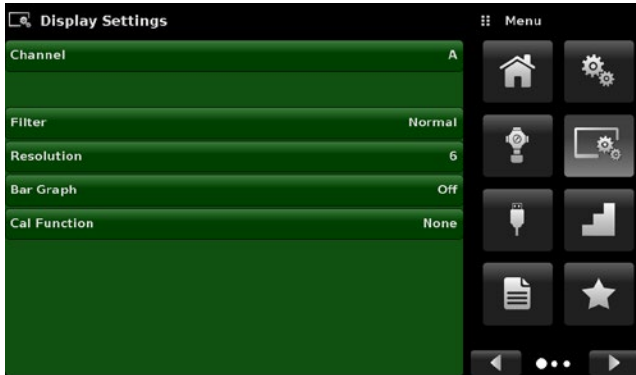 Display Settings
Menu
Channel A
Filter Normal
Resolution 6
Bar Graph Off
Cal Function None